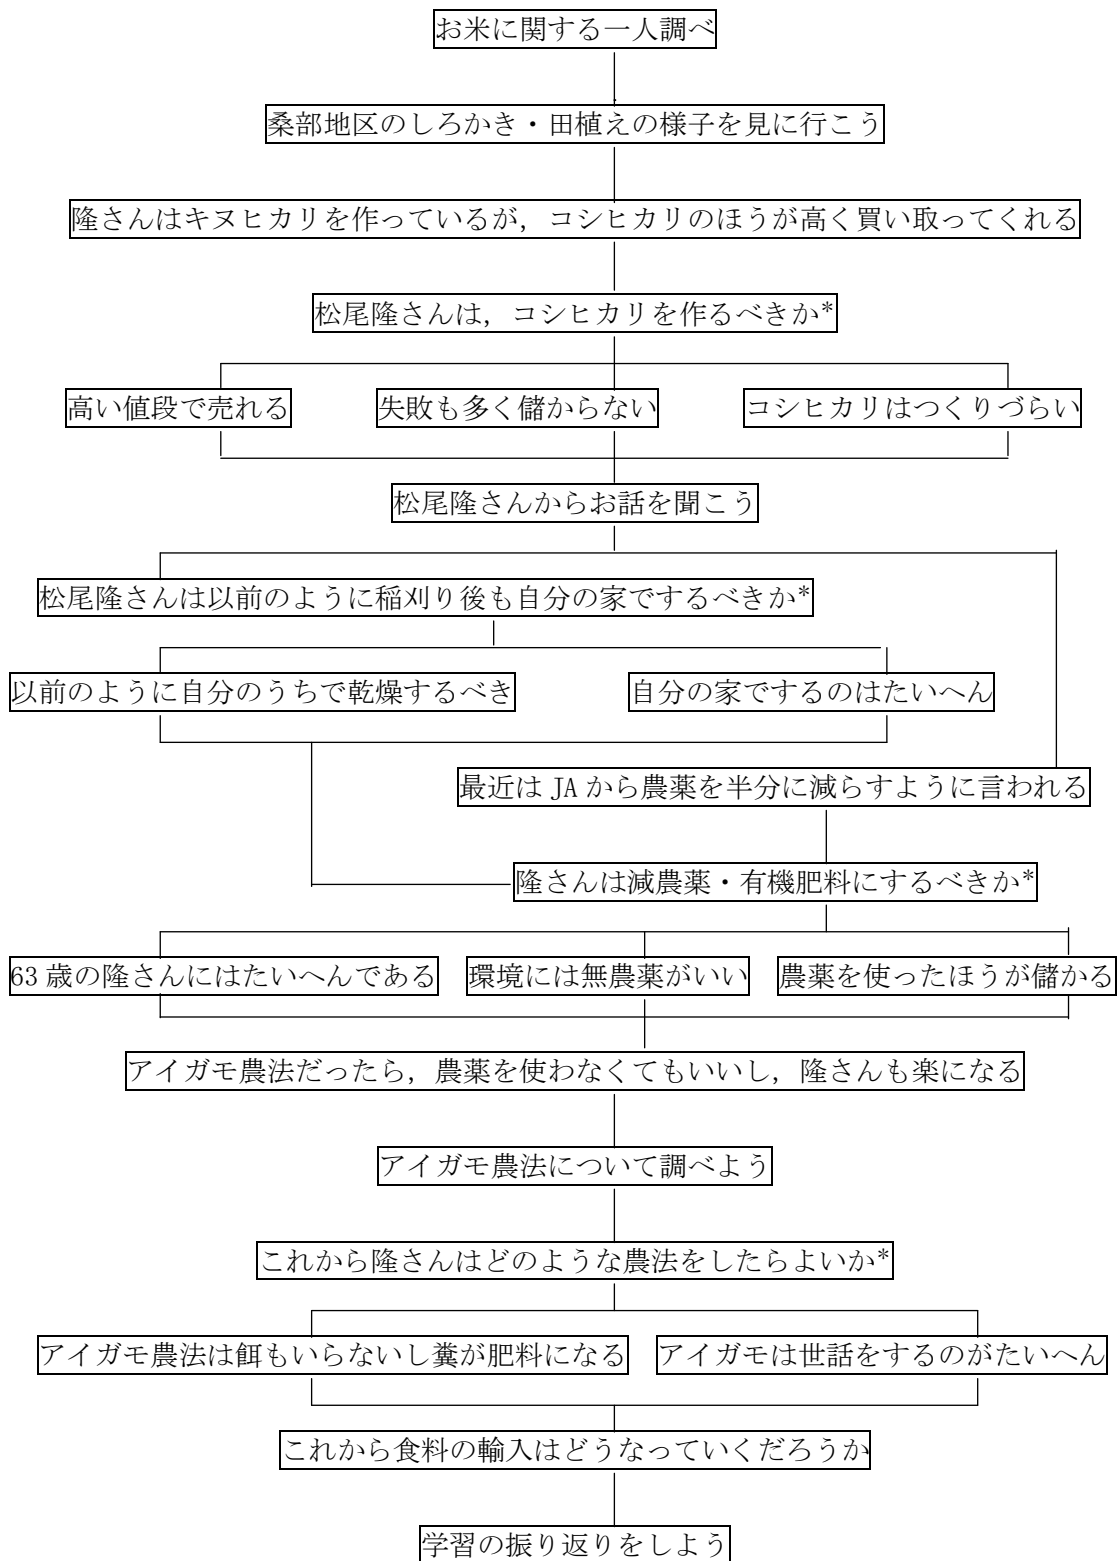 お米に関する一人調べ
桑部地区のしろかき・田植えの様子を見に行こう
隆さんはキヌヒカリを作っているが，コシヒカリのほうが高く買い取ってくれる
松尾隆さんは，コシヒカリを作るべきか*
高い値段で売れる
失敗も多く儲からない
コシヒカリはつくりづらい
松尾隆さんからお話を聞こう
松尾隆さんは以前のように稲刈り後も自分の家でするべきか*
以前のように自分のうちで乾燥するべき
自分の家でするのはたいへん
最近は JA から農薬を半分に減らすように言われる
隆さんは減農薬・有機肥料にするべきか*
63 歳の隆さんにはたいへんである
環境には無農薬がいい
農薬を使ったほうが儲かる
アイガモ農法だったら，農薬を使わなくてもいいし，隆さんも楽になる
アイガモ農法について調べよう
これから隆さんはどのような農法をしたらよいか*
アイガモ農法は餌もいらないし糞が肥料になる
アイガモは世話をするのがたいへん
これから食料の輸入はどうなっていくだろうか
学習の振り返りをしよう